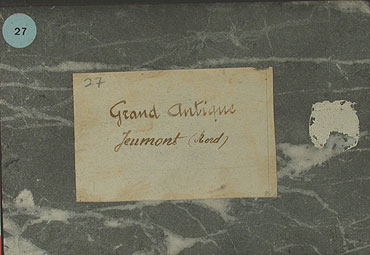 27
27
Grand Antique
Jeumont (Nord)